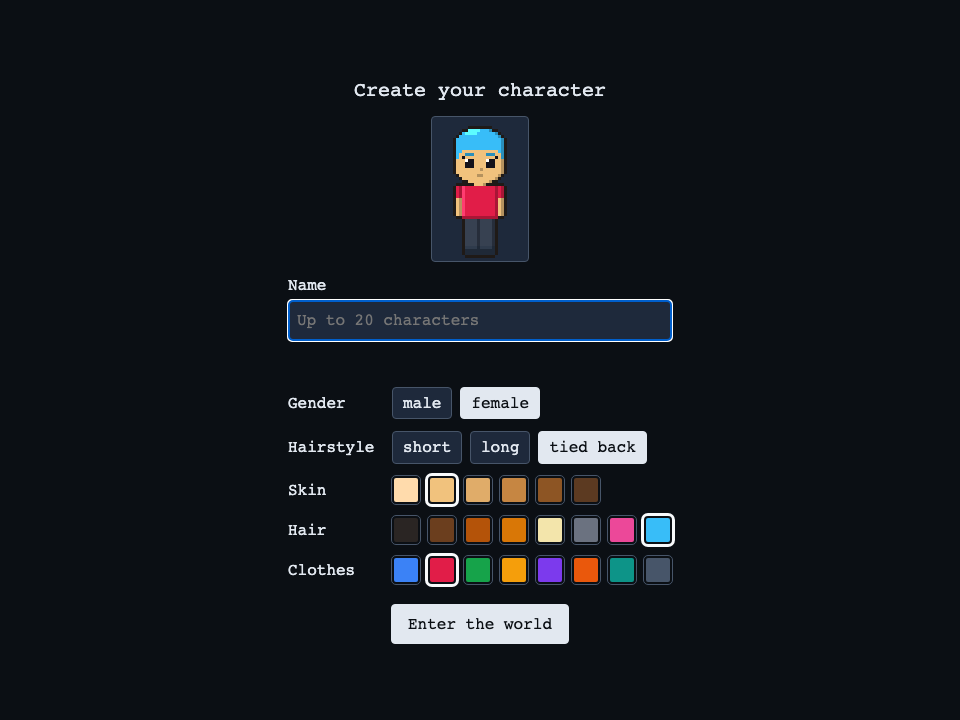 Create your character
Name
Up to 20 characters
Gender male female
Hairstyle short long tied back
Skin
Hair
Clothes
Enter the world